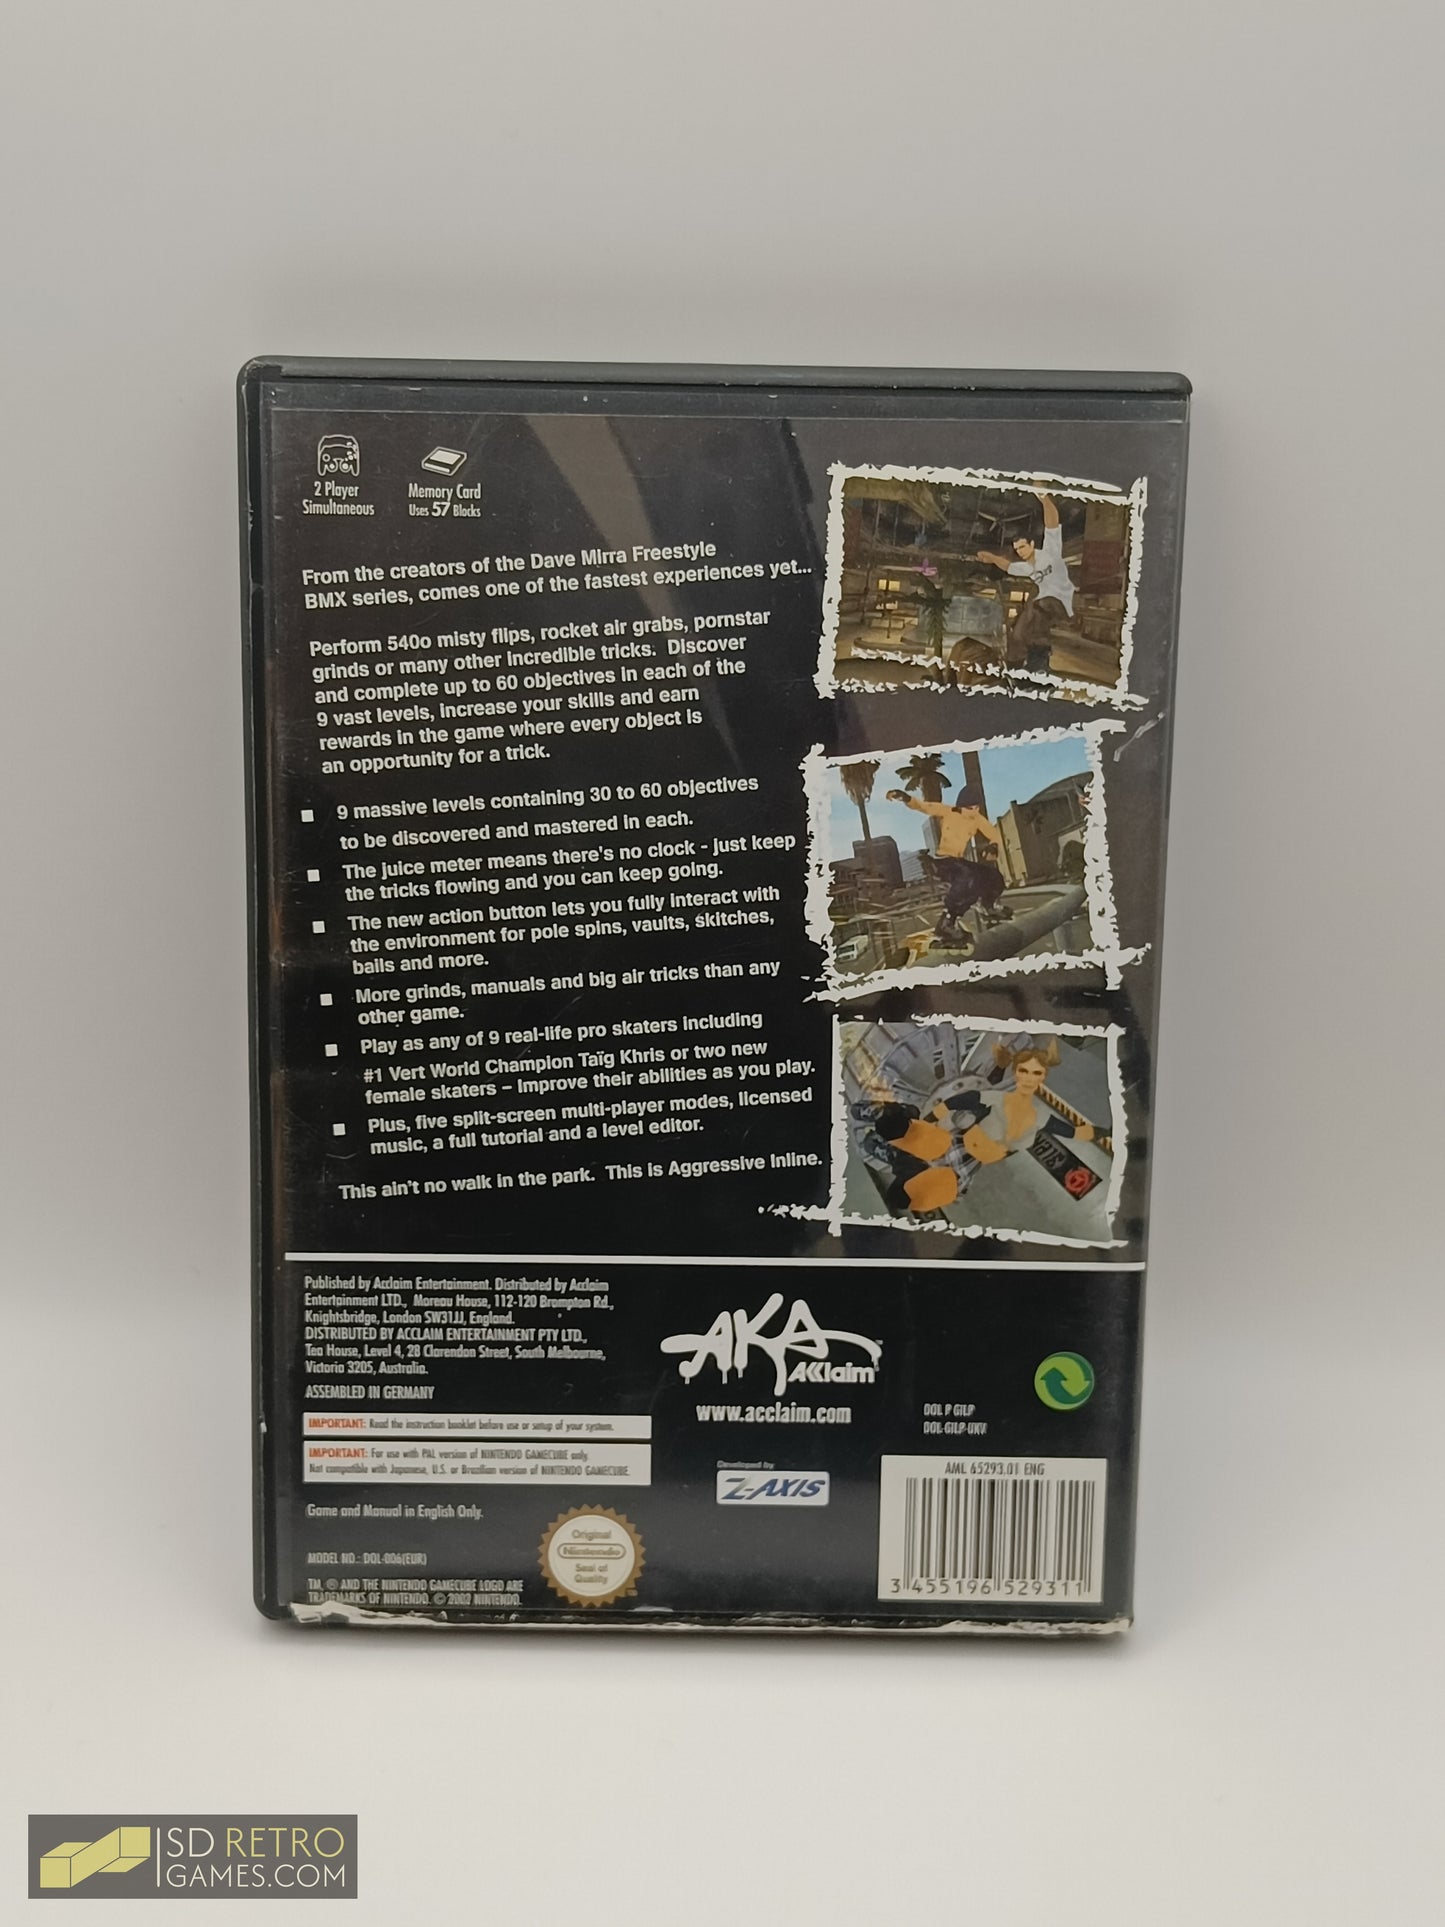 2 Player
Simultaneous
Memory Card
Uses 57 Blocks
From the creators of the Dave Mirra Freestyle
BMX series, comes one of the fastest experiences yet...
Perform 540o misty flips, rocket air grabs, pornstar
grinds or many other incredible tricks. Discover
and complete up to 60 objectives in each of the
9 vast levels, increase your skills and earn
rewards in the game where every object is
an opportunity for a trick.
9 massive levels containing 30 to 60 objectives
to be discovered and mastered in each.
The juice meter means there's no clock - just keep
the tricks flowing and you can keep going.
The new action button lets you fully interact with
the environment for pole spins, vaults, skitches,
bails and more.
More grinds, manuals and big air tricks than any
other game.
Play as any of 9 real-life pro skaters including
#1 Vert World Champion Taïg Khris or two new
female skaters – Improve their abilities as you play.
Plus, five split-screen multi-player modes, licensed
music, a full tutorial and a level editor.
This ain't no walk in the park. This is Aggressive Inline.
Published by Acclaim Entertainment. Distributed by Acclaim
Entertainment LTD., Moreau House, 112-120 Brompton Rd.,
Knightsbridge, London SW31JJ, England.
DISTRIBUTED BY ACCLAIM ENTERTAINMENT PTY LTD.,
Tea House, Level 4, 28 Clarendon Street, South Melbourne,
Victoria 3205, Australia.
ASSEMBLED IN GERMANY
IMPORTANT: Read the instruction booklet before use or setup of your system.
IMPORTANT: For use with PAL version of NINTENDO GAMECUBE only.
Not compatible with Japanese, U.S. or Brazilian version of NINTENDO GAMECUBE.
Game and Manual in English Only.
MODEL NO.: DOL-006(EUR)
TM, ® AND THE NINTENDO GAMECUBE LOGO ARE
TRADEMARKS OF NINTENDO. © 2002 NINTENDO.
Original
Nintendo
Seal of
Quality
AKA
Acclaim
www.acclaim.com
Developed by
Z-AXIS
DOL P GILP
DOL-GILP-UKV
AML 65293.01 ENG
3 455196 529311
SD RETRO
GAMES.COM